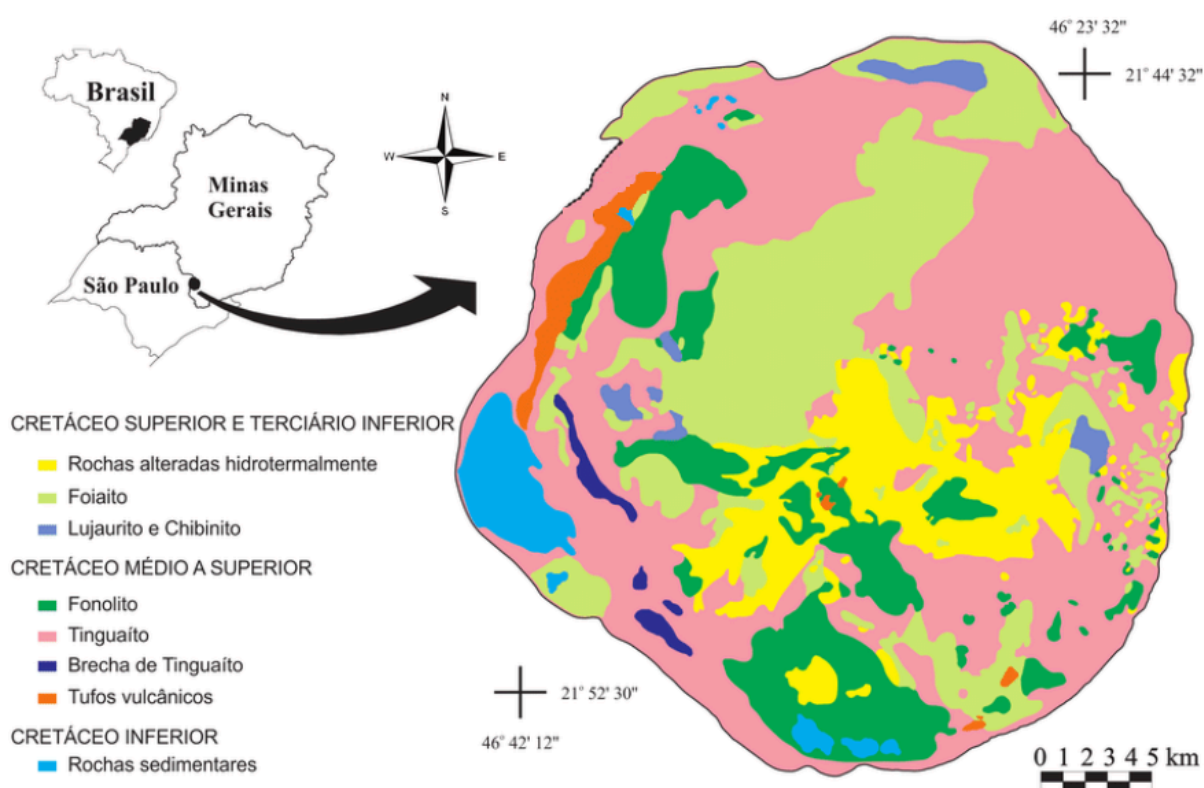 Brasil
Minas
Gerais
São Paulo
N
W
E
S
46° 23' 32"
21° 44' 32"
CRETÁCEO SUPERIOR E TERCIÁRIO INFERIOR
Rochas alteradas hidrotermalmente
Foiaito
Lujaurito e Chibinito
CRETÁCEO MÉDIO A SUPERIOR
Fonolito
Tinguaíto
Brecha de Tinguaíto
Tufos vulcânicos
CRETÁCEO INFERIOR
Rochas sedimentares
21° 52' 30"
46° 42' 12"
0 1 2 3 4 5 km